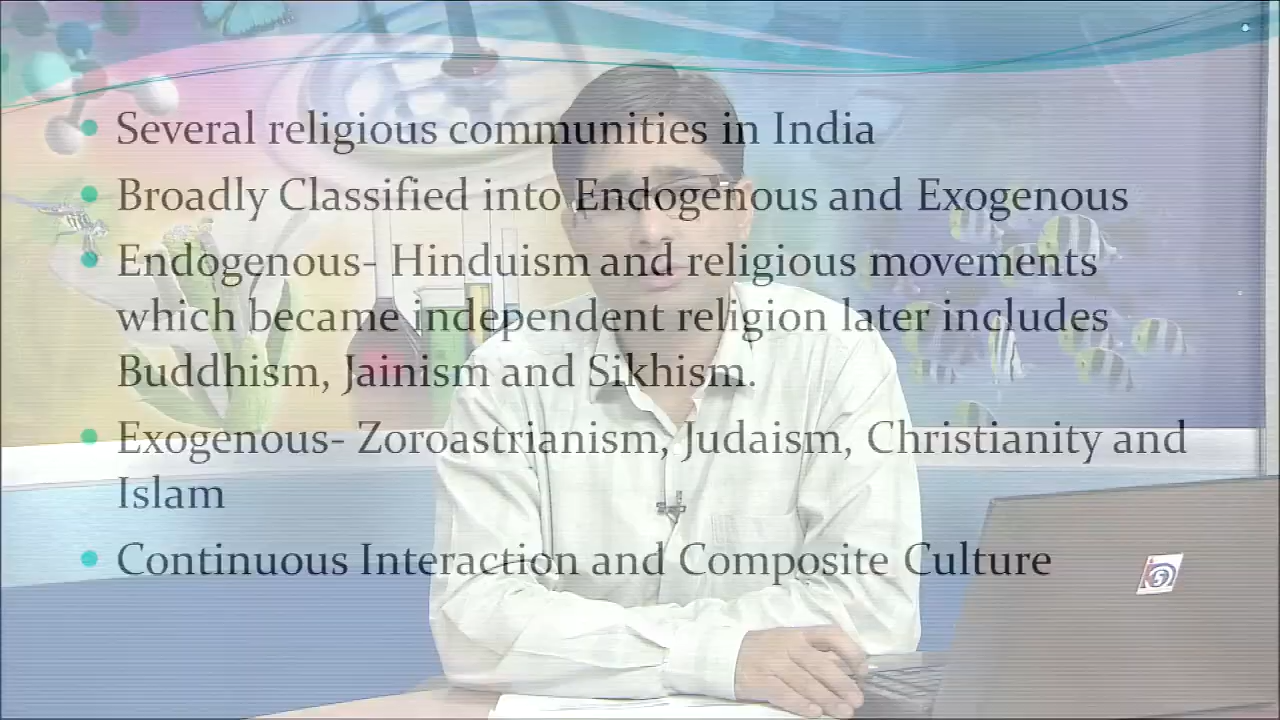 Several religious communities in India
Broadly Classified into Endogenous and Exogenous
Endogenous- Hinduism and religious movements
which became independent religion later includes
Buddhism, Jainism and Sikhism.
Exogenous- Zoroastrianism, Judaism, Christianity and
Islam
Continuous Interaction and Composite Culture